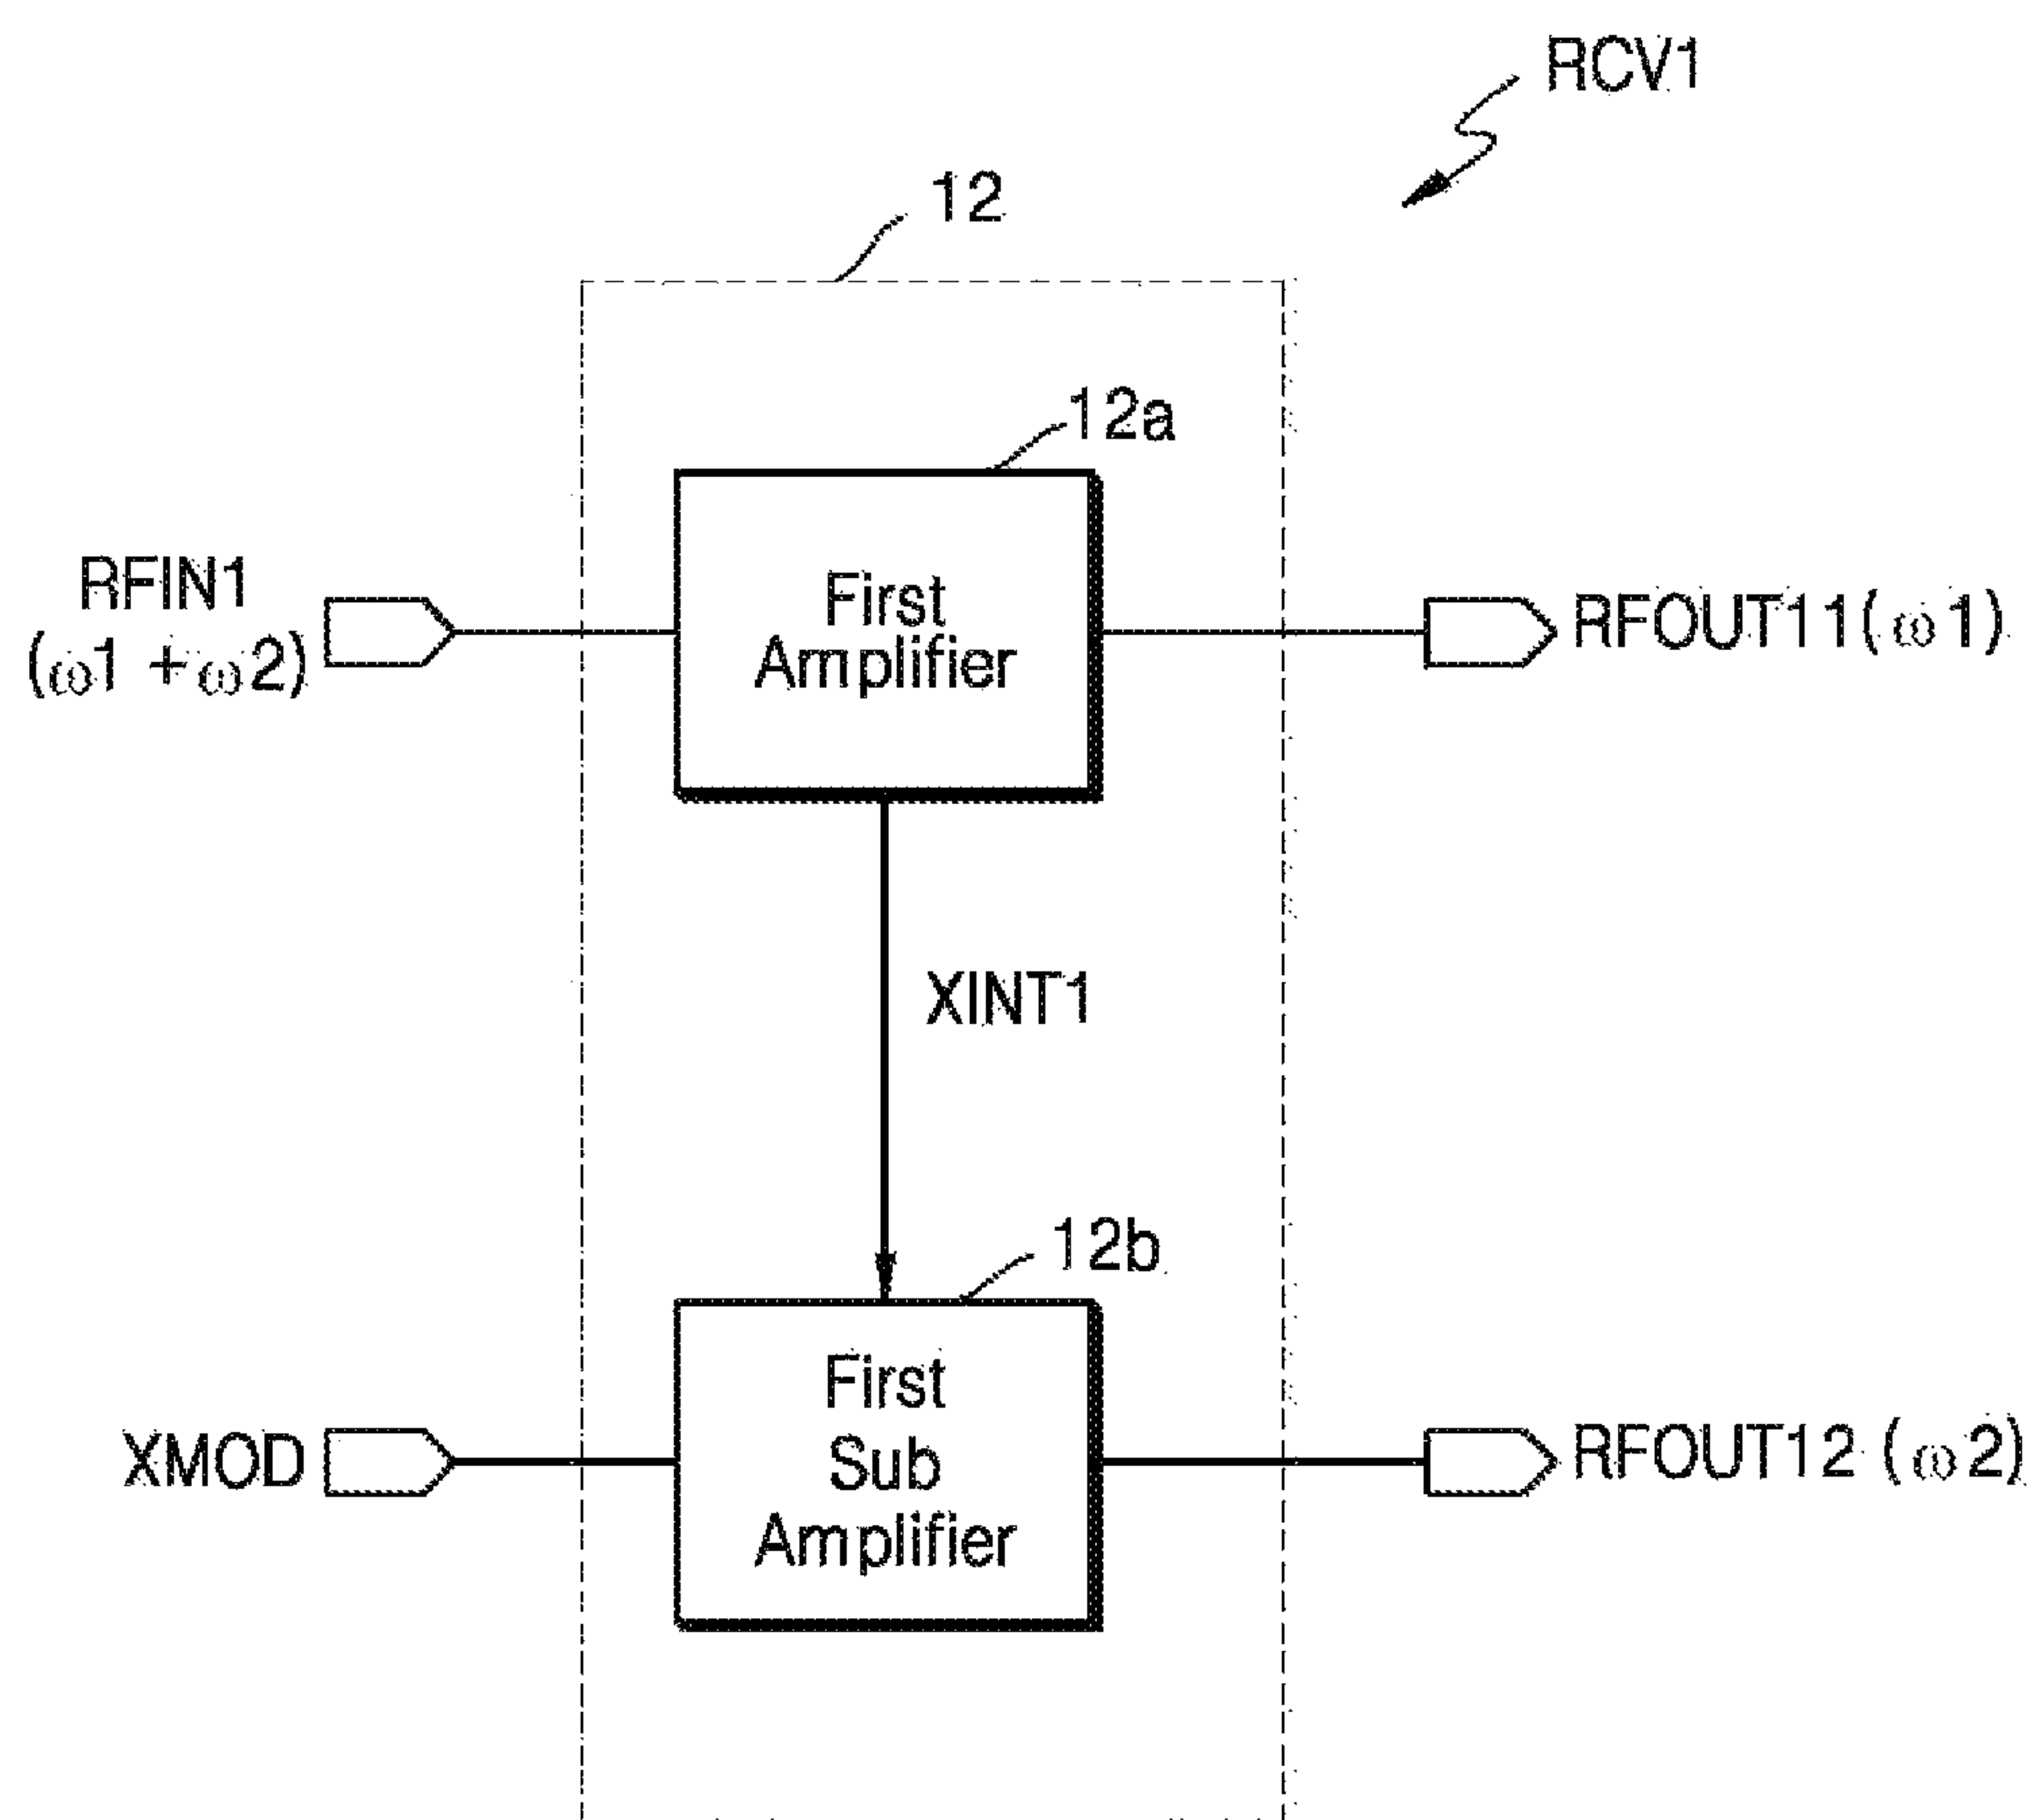 RCV1
12
12a
RFIN1
(ω1 +ω2)
First
Amplifier
RFOUT11(ω1)
XINT1
12b
XMOD
First
Sub
Amplifier
RFOUT12 (ω2)